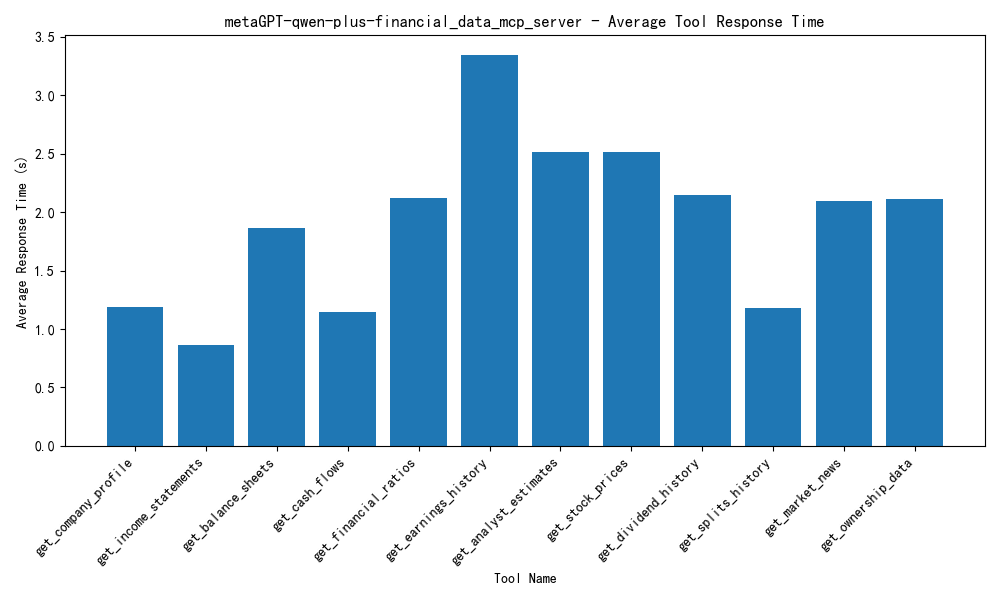 metaGPT-qwen-plus-financial_data_mcp_server - Average Tool Response Time
Average Response Time (s)
3.5
3.0
2.5
2.0
1.5
1.0
0.5
0.0
get_company_profile
get_income_statements
get_balance_sheets
get_cash_flows
get_financial_ratios
get_earnings_history
get_analyst_estimates
get_stock_prices
get_dividend_history
get_splits_history
get_market_news
get_ownership_data
Tool Name